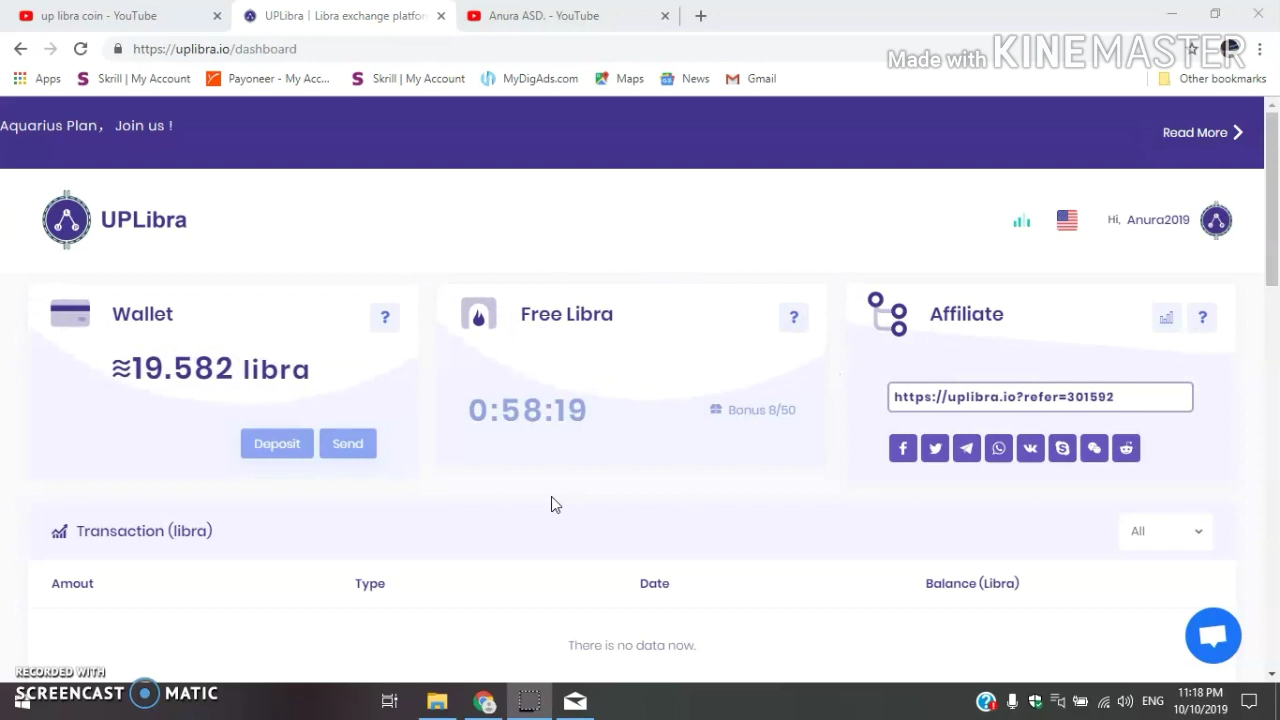 up libra coin - YouTube
UPLibra | Libra exchange platfor
Anura ASD. - YouTube
https://uplibra.io/dashboard
Made with KINEMASTER
Apps
Skrill | My Account
Payoneer - My Acc...
Skrill | My Account
MyDigAds.com
Maps
News
Gmail
Other bookmarks
Aquarius Plan， Join us !
Read More
UPLibra
Hi, Anura2019
Wallet
?
Free Libra
?
Affiliate
?
≋19.582 libra
https://uplibra.io?refer=301592
0:58:19
Bonus 8/50
Deposit
Send
Transaction (libra)
All
Amout
Type
Date
Balance (Libra)
There is no data now.
RECORDED WITH
SCREENCAST MATIC
ENG
11:18 PM
10/10/2019